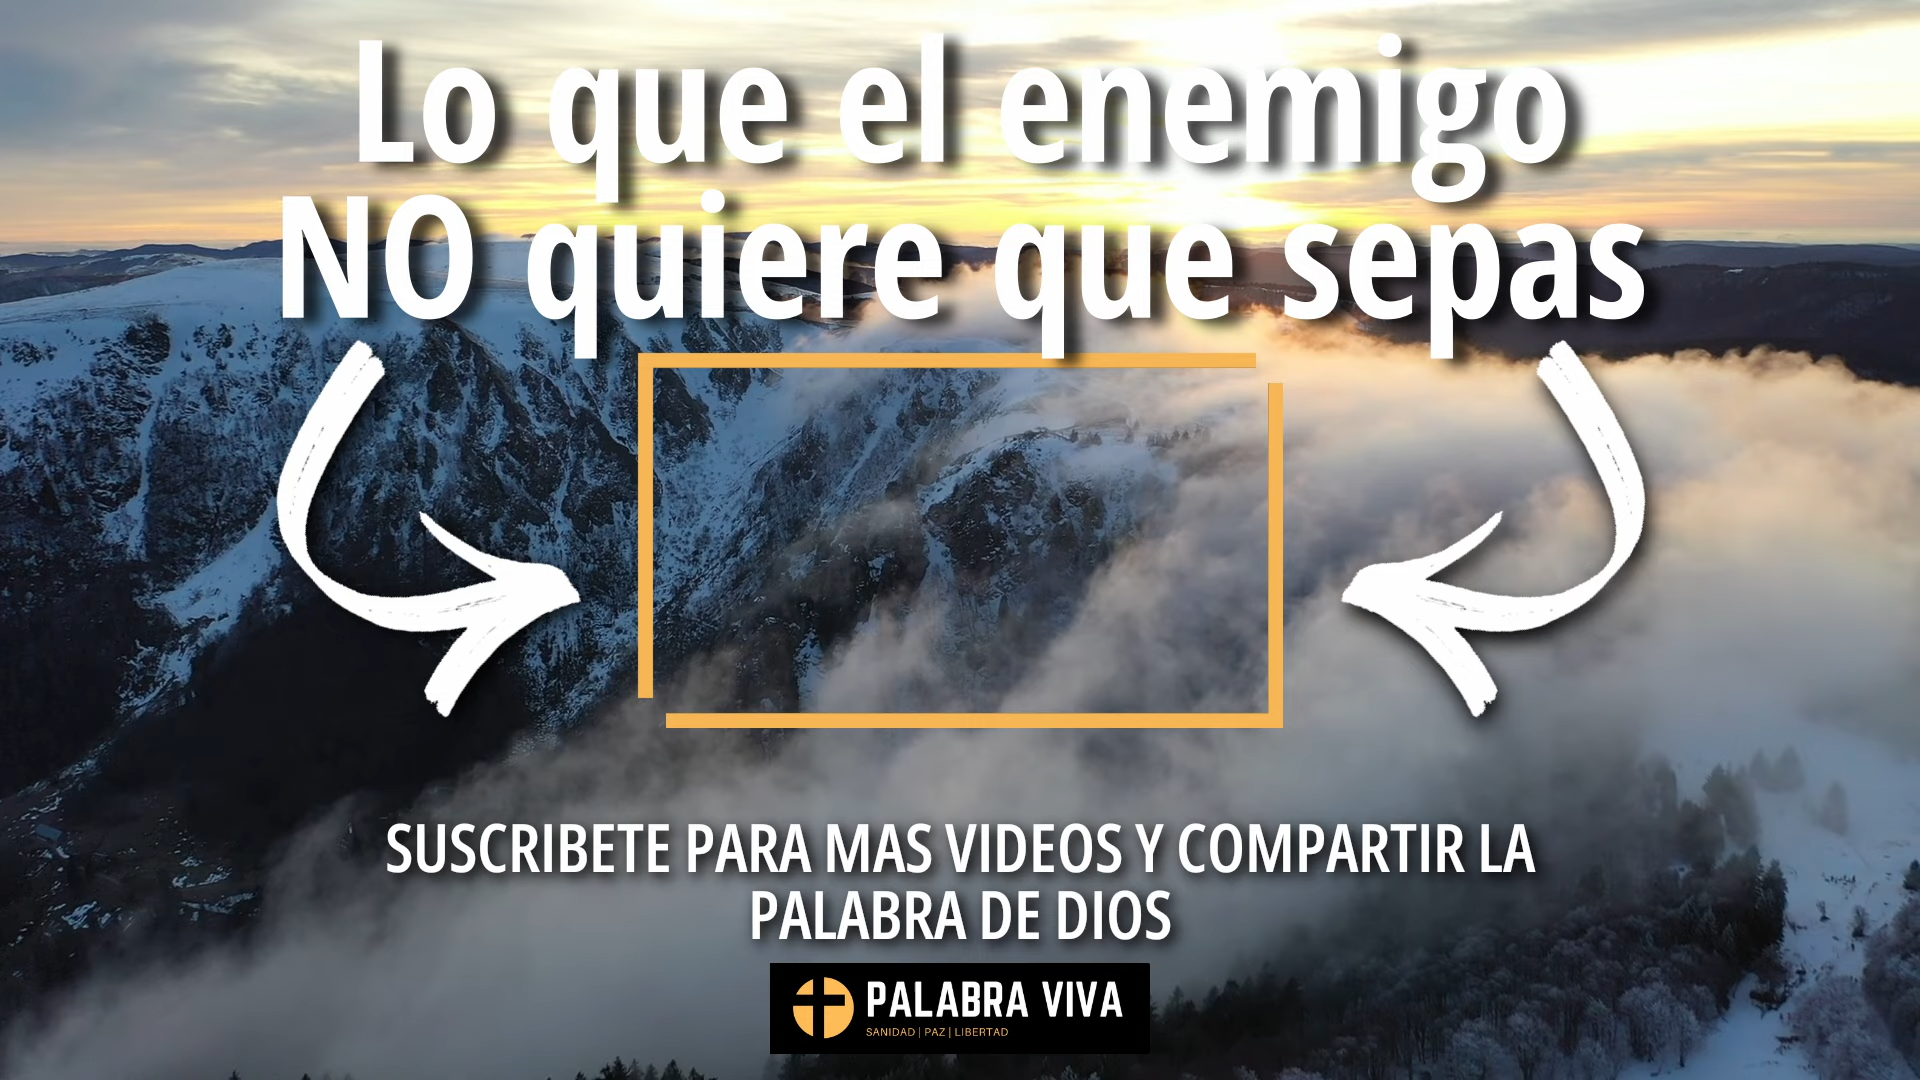 Lo que el enemigo
NO quiere que sepas
SUSCRIBETE PARA MAS VIDEOS Y COMPARTIR LA
PALABRA DE DIOS
PALABRA VIVA
SANIDAD | PAZ | LIBERTAD